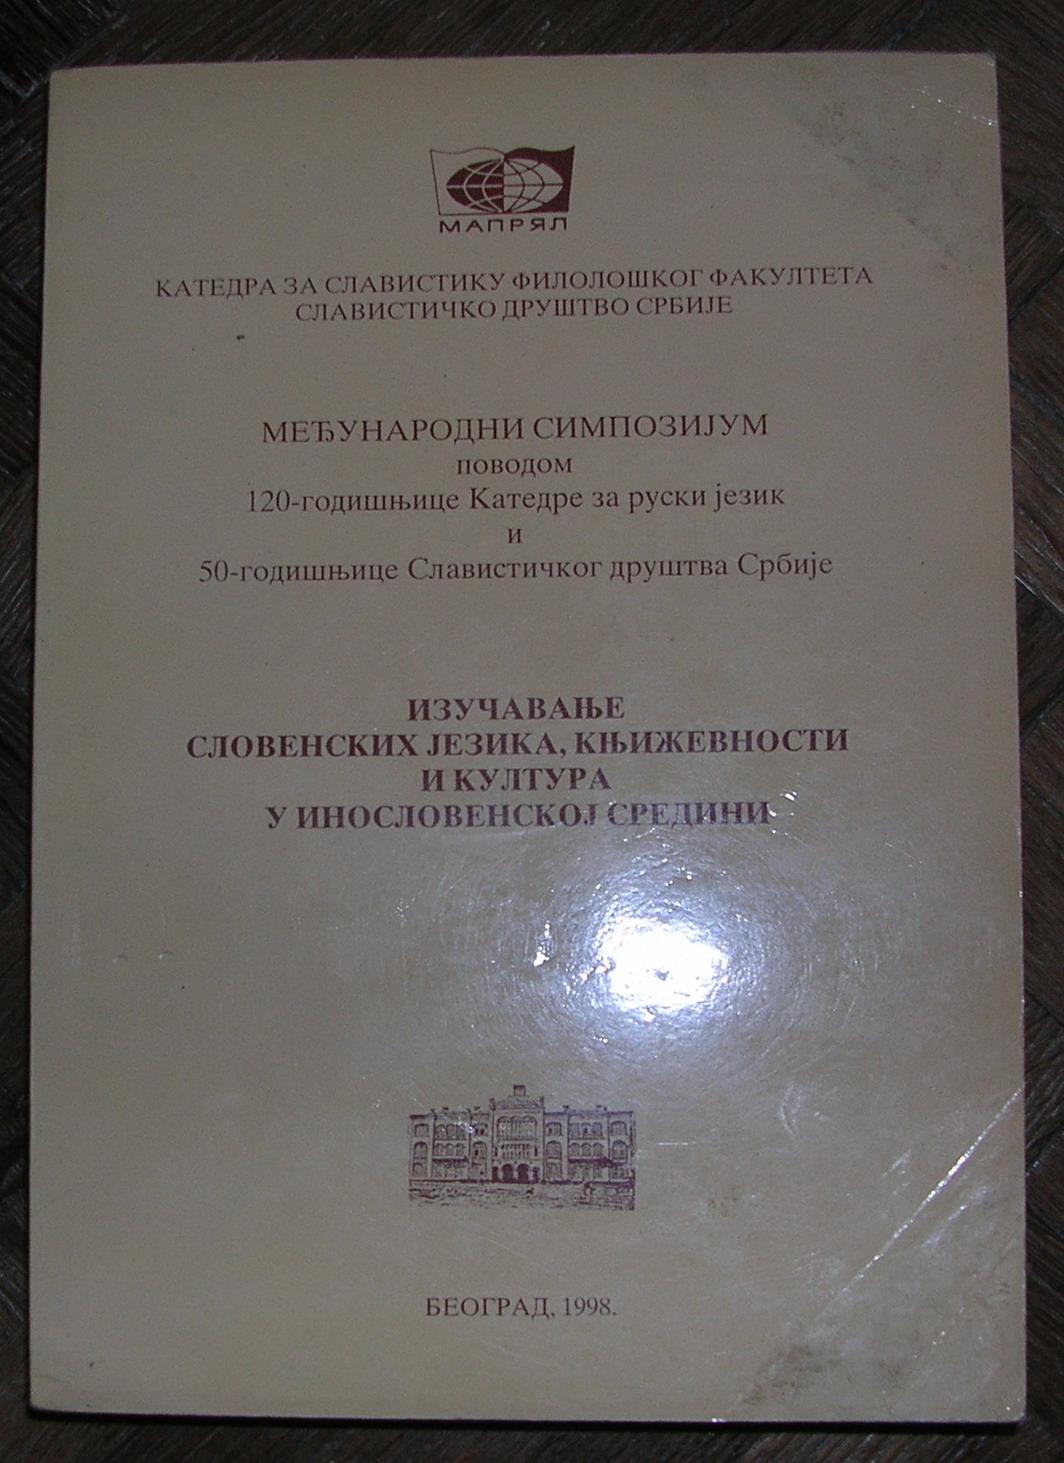 МАПРЯЛ
КАТЕДРА ЗА СЛАВИСТИКУ ФИЛОЛОШКОГ ФАКУЛТЕТА
СЛАВИСТИЧКО ДРУШТВО СРБИЈЕ
МЕЂУНАРОДНИ СИМПОЗИЈУМ
поводом
120-годишњице Катедре за руски језик
и
50-годишњице Славистичког друштва Србије
ИЗУЧАВАЊЕ
СЛОВЕНСКИХ ЈЕЗИКА, КЊИЖЕВНОСТИ
И КУЛТУРА
У ИНОСЛОВЕНСКОЈ СРЕДИНИ
БЕОГРАД, 1998.